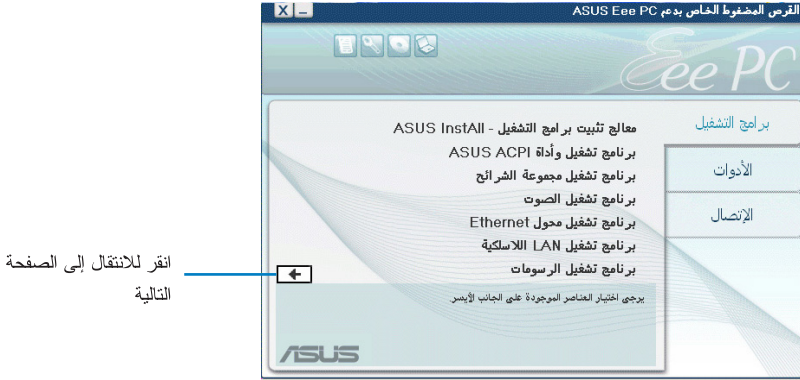 القرص المضغوط الخاص بدعم ASUS Eee PC
Eee PC
برامج التشغيل
الأدوات
الإتصال
معالج تثبيت برامج التشغيل - ASUS InstAll
برنامج تشغيل وأداة ASUS ACPI
برنامج تشغيل مجموعة الشرائح
برنامج تشغيل الصوت
برنامج تشغيل محول Ethernet
برنامج تشغيل LAN اللاسلكية
برنامج تشغيل الرسومات
يرجى اختيار العناصر الموجودة على الجانب الأيسر.
ASUS
انقر للانتقال إلى الصفحة
التالية